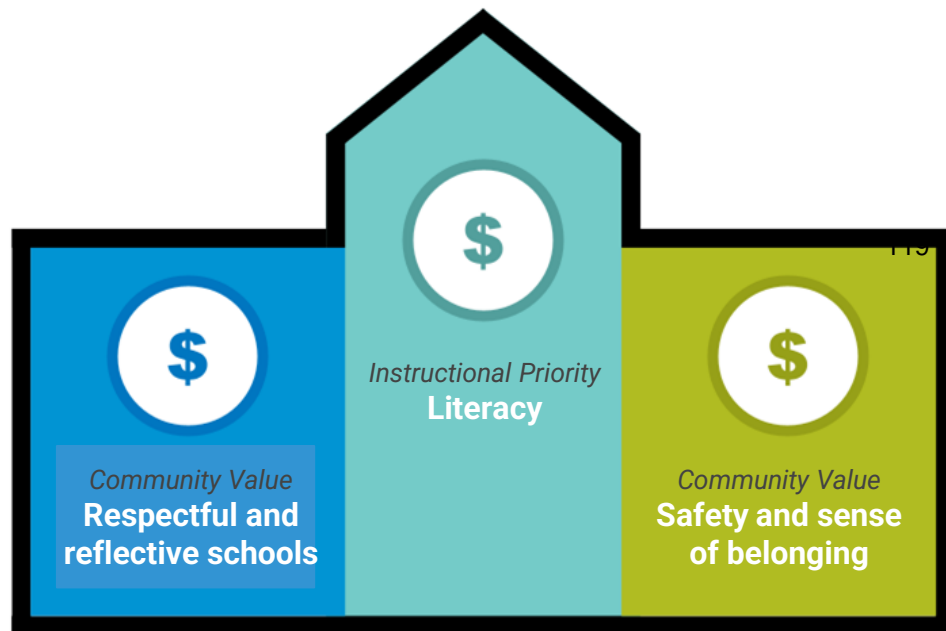 $
Instructional Priority
Literacy
$
Community Value
Respectful and
reflective schools
$
Community Value
Safety and sense
of belonging